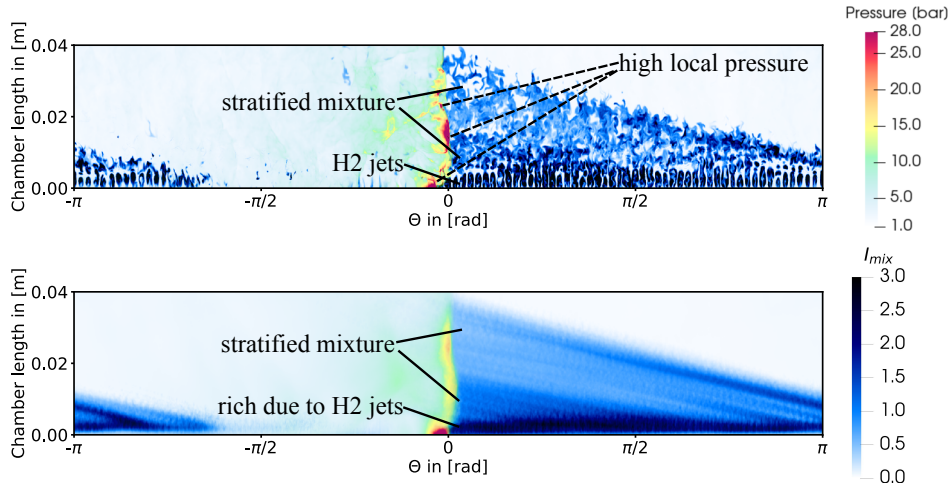 Pressure [bar]
Chamber length in [m]
0.04
0.02
0.00
stratified mixture
high local pressure
H2 jets
-π
-π/2
0
π/2
π
Θ in [rad]
28.0
25.0
20.0
15.0
10.0
5.0
1.0
Chamber length in [m]
0.04
0.02
0.00
stratified mixture
rich due to H2 jets
-π
-π/2
0
π/2
π
Θ in [rad]
I_mix
3.0
2.5
2.0
1.5
1.0
0.5
0.0